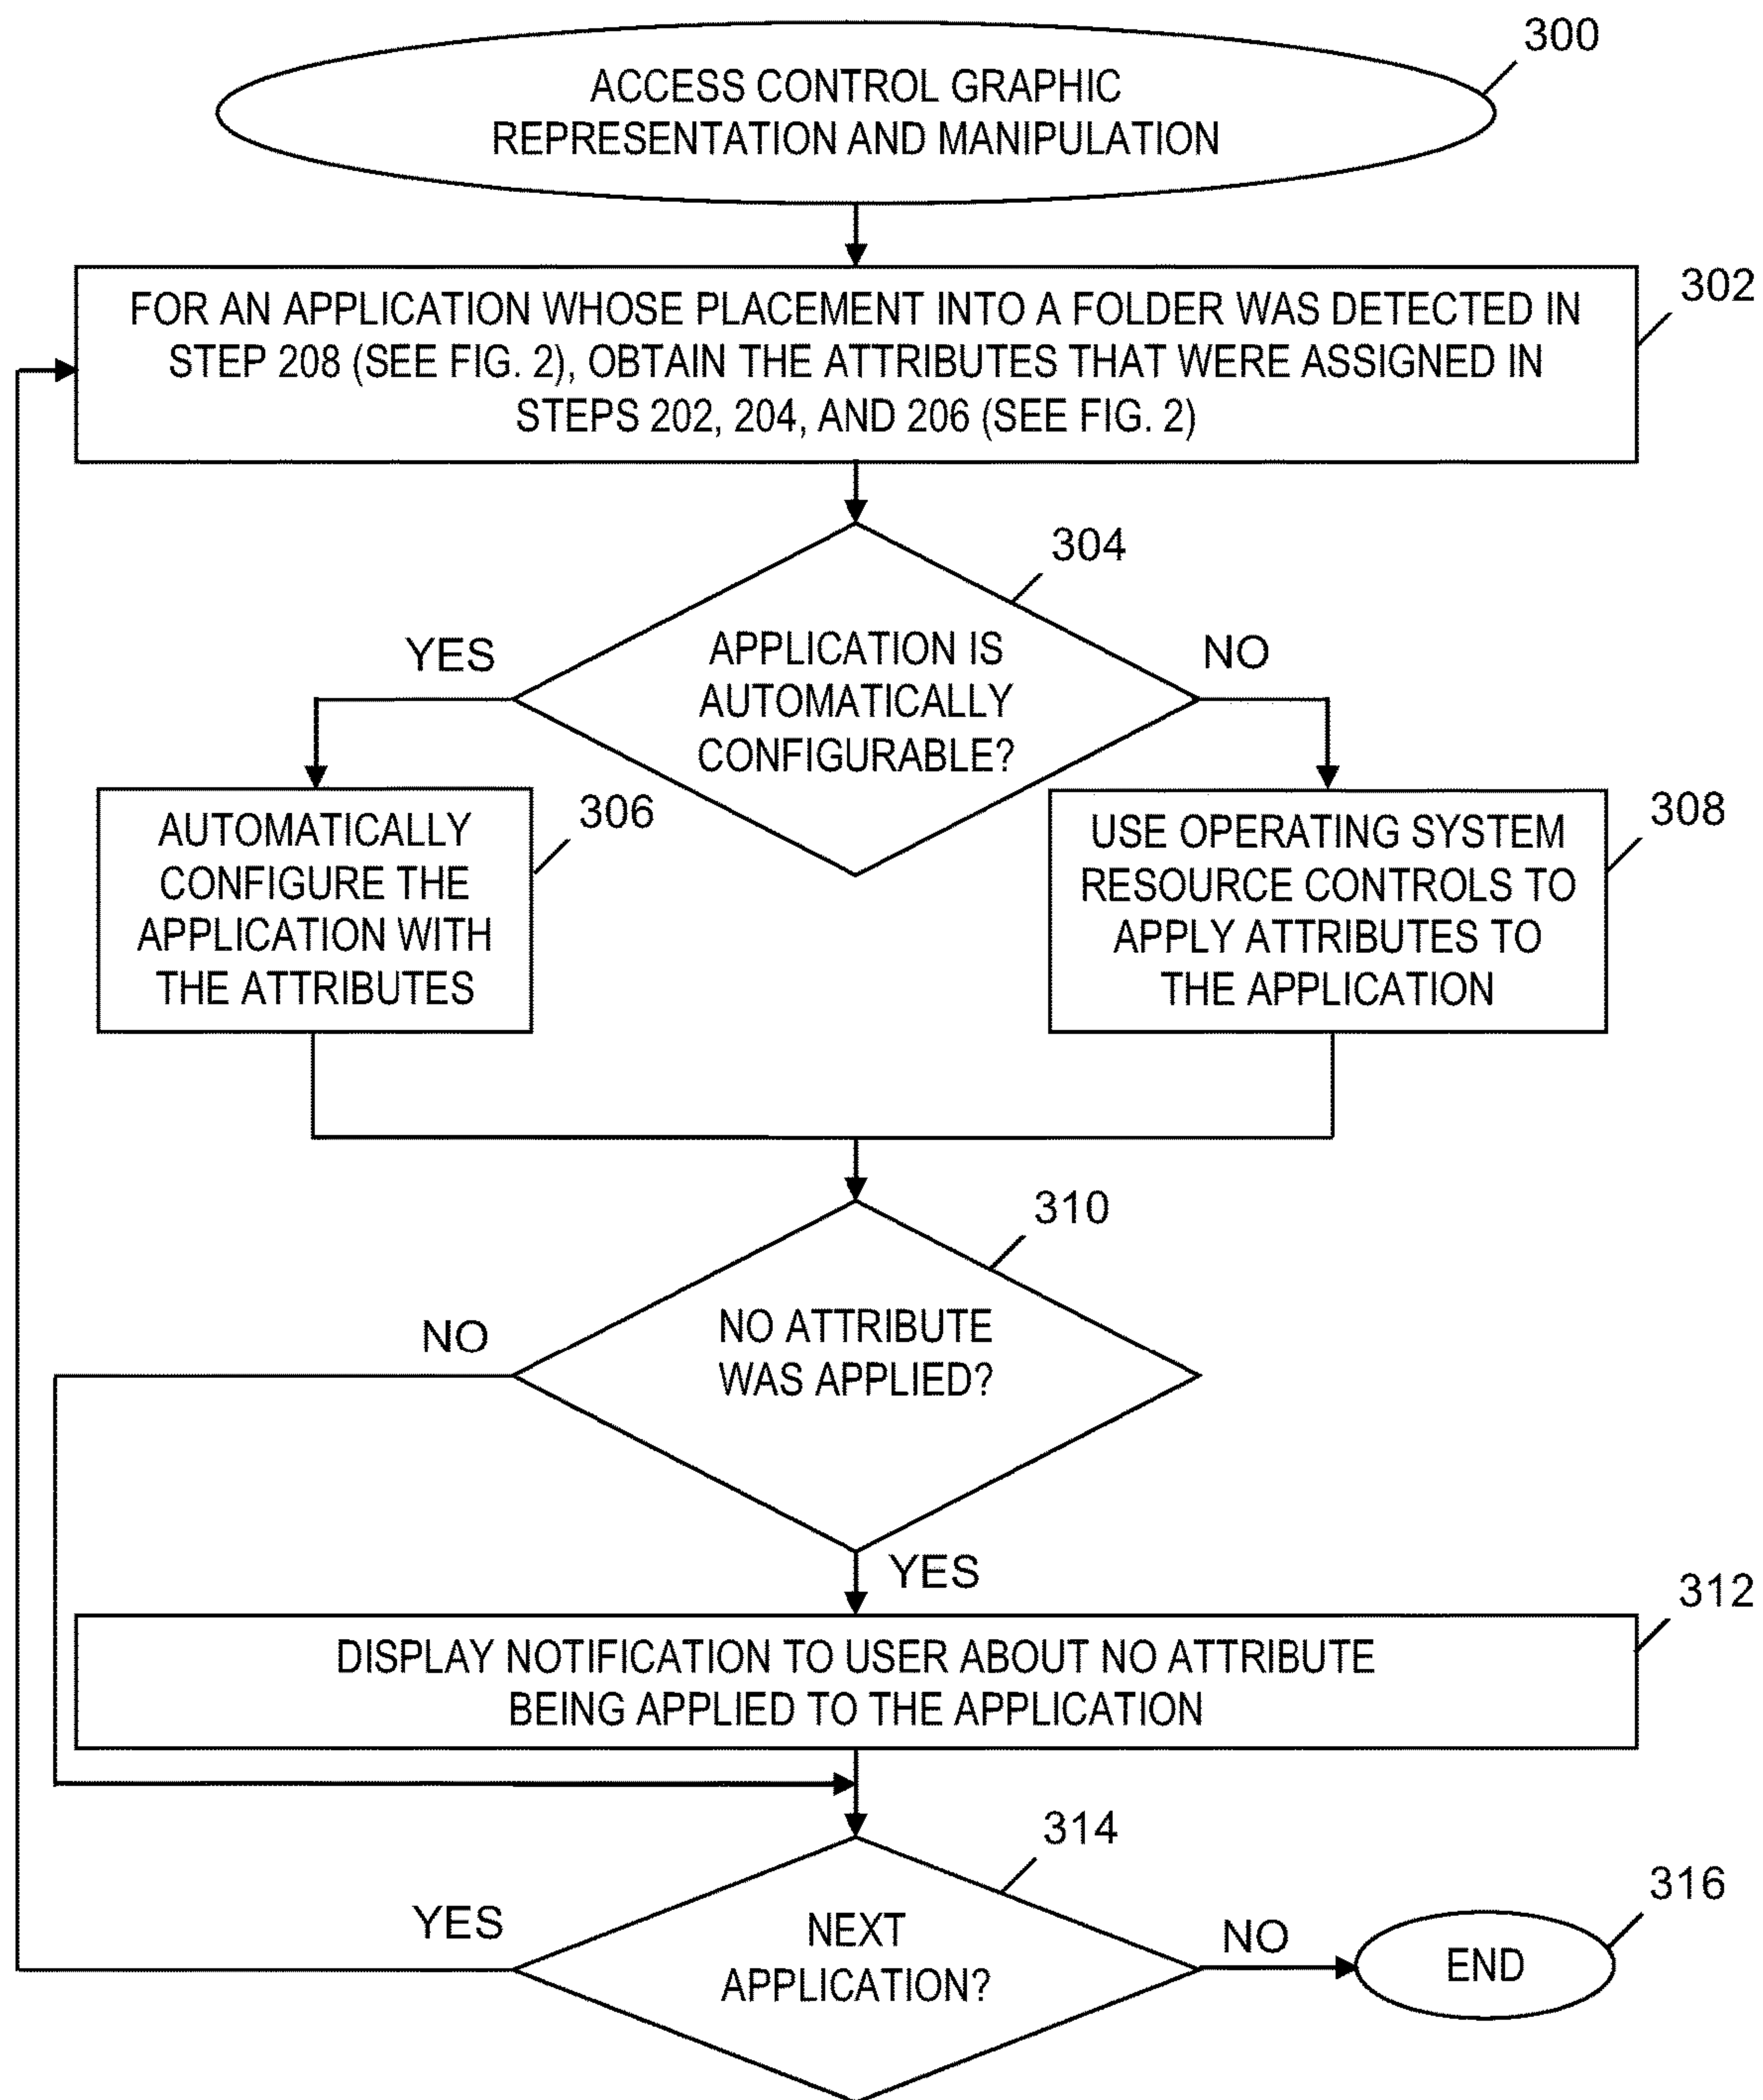 300
ACCESS CONTROL GRAPHIC
REPRESENTATION AND MANIPULATION
302
FOR AN APPLICATION WHOSE PLACEMENT INTO A FOLDER WAS DETECTED IN
STEP 208 (SEE FIG. 2), OBTAIN THE ATTRIBUTES THAT WERE ASSIGNED IN
STEPS 202, 204, AND 206 (SEE FIG. 2)
304
YES
NO
APPLICATION IS
AUTOMATICALLY
CONFIGURABLE?
306
AUTOMATICALLY
CONFIGURE THE
APPLICATION WITH
THE ATTRIBUTES
308
USE OPERATING SYSTEM
RESOURCE CONTROLS TO
APPLY ATTRIBUTES TO
THE APPLICATION
310
NO
NO ATTRIBUTE
WAS APPLIED?
YES
312
DISPLAY NOTIFICATION TO USER ABOUT NO ATTRIBUTE
BEING APPLIED TO THE APPLICATION
314
YES
NEXT
APPLICATION?
NO
316
END